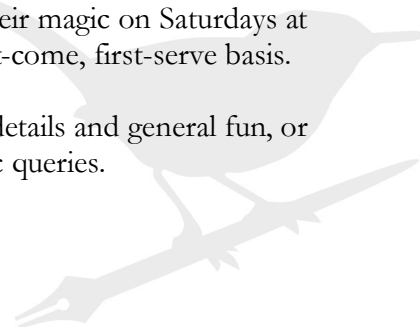 eir magic on Saturdays at
-come, first-serve basis.
details and general fun, or
queries.